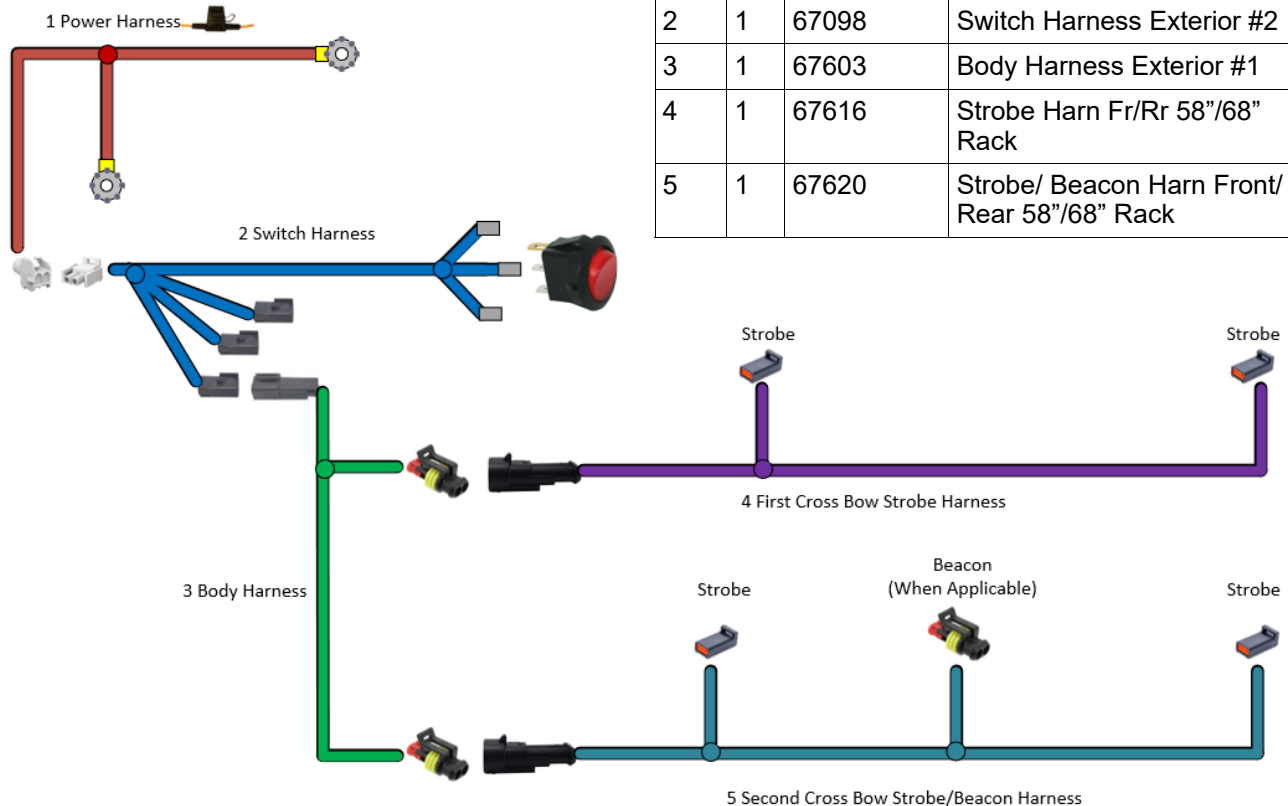 1 Power Harness
2 1 67098 Switch Harness Exterior #2
3 1 67603 Body Harness Exterior #1
4 1 67616 Strobe Harn Fr/Rr 58”/68”
Rack
5 1 67620 Strobe/ Beacon Harn Front/
Rear 58”/68” Rack
2 Switch Harness
Strobe
Strobe
4 First Cross Bow Strobe Harness
3 Body Harness
Strobe
Beacon
(When Applicable)
Strobe
5 Second Cross Bow Strobe/Beacon Harness